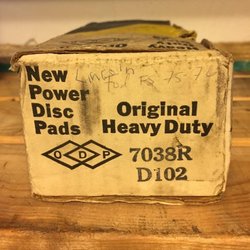 New
Power
Disc
Pads
Original
Heavy Duty
ODP
7038R
D102